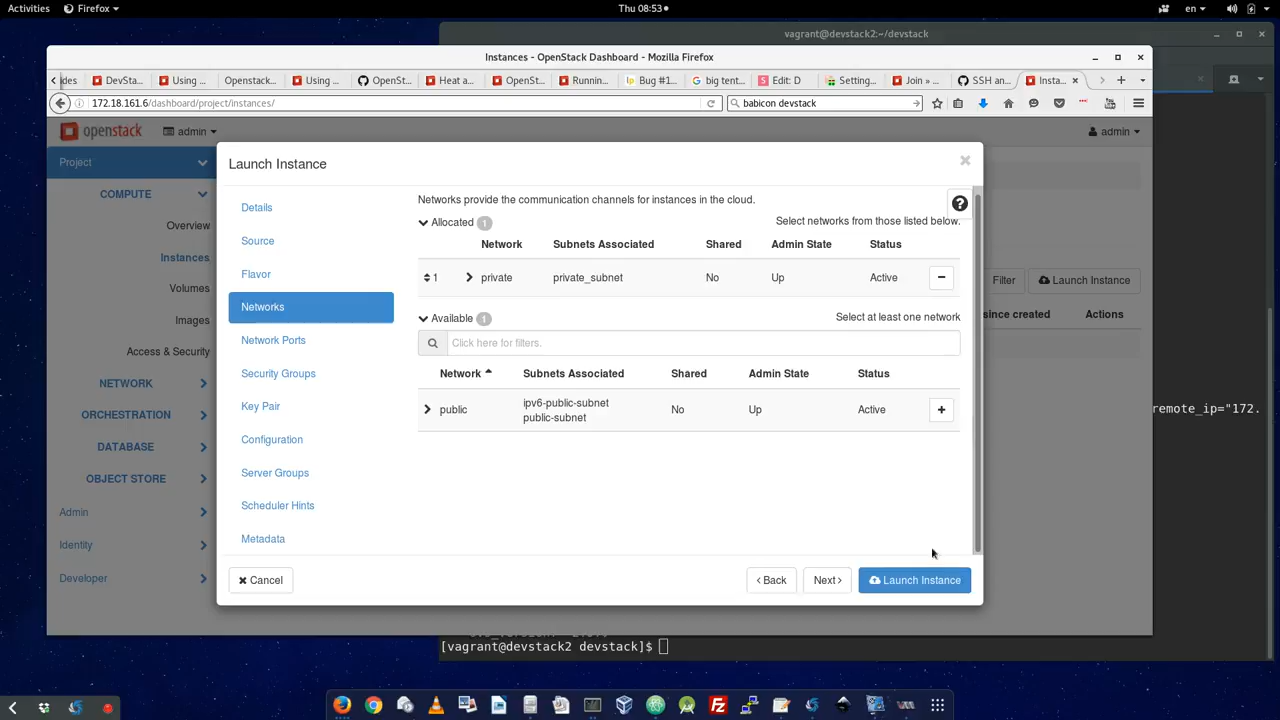 Activities Firefox Thu 08:53 en
vagrant@devstack2:~/devstack
Instances - OpenStack Dashboard - Mozilla Firefox
ides DevSta... Using ... Openstack... Using ... OpenSt... Heat a... OpenSt... Runnin... Bug #1... big tent... Edit: D Setting... Join » ... SSH an... Insta...
172.18.161.6/dashboard/project/instances/ babicon devstack
openstack admin admin
Launch Instance
Project
COMPUTE
Overview
Instances
Volumes
Images
Access & Security
NETWORK
ORCHESTRATION
DATABASE
OBJECT STORE
Admin
Identity
Developer
Details
Source
Flavor
Networks
Network Ports
Security Groups
Key Pair
Configuration
Server Groups
Scheduler Hints
Metadata
Networks provide the communication channels for instances in the cloud.
Allocated 1 Select networks from those listed below.
Network Subnets Associated Shared Admin State Status
1 private private_subnet No Up Active
Available 1 Select at least one network
Click here for filters.
Network Subnets Associated Shared Admin State Status
public ipv6-public-subnet No Up Active
public-subnet
Cancel Back Next Launch Instance
Filter Launch Instance
since created Actions
remote_ip="172.
[vagrant@devstack2 devstack]$